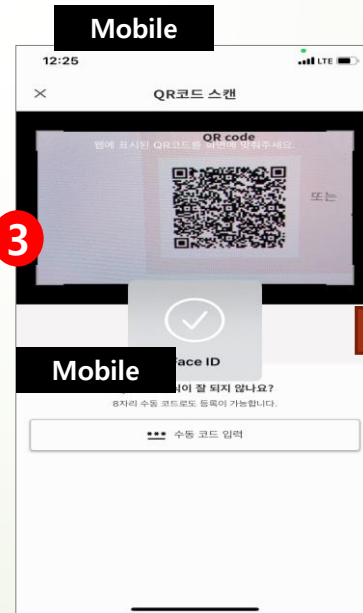 Mobile
12:25
LTE
QR코드 스캔
QR code
웹에 표시된 QR코드를 화면에 맞춰주세요.
또는
3
Face ID
Mobile
이 잘 되지 않나요?
8자리 수동 코드로도 등록이 가능합니다.
수동 코드 입력